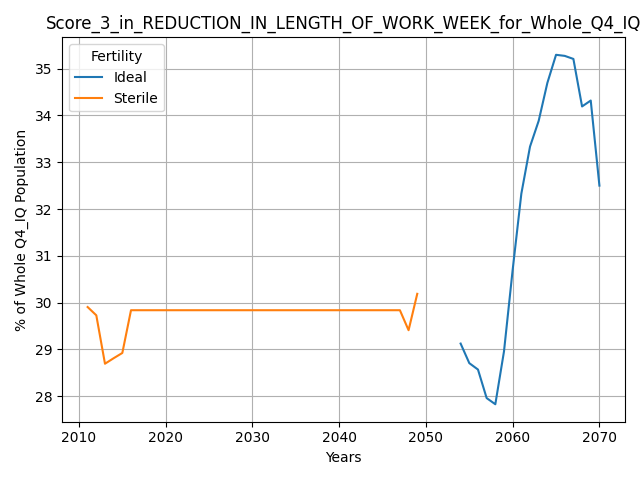 Score_3_in_REDUCTION_IN_LENGTH_OF_WORK_WEEK_for_Whole_Q4_IQ
Fertility
Ideal
Sterile
% of Whole Q4_IQ Population
35
34
33
32
31
30
29
28
2010 2020 2030 2040 2050 2060 2070
Years